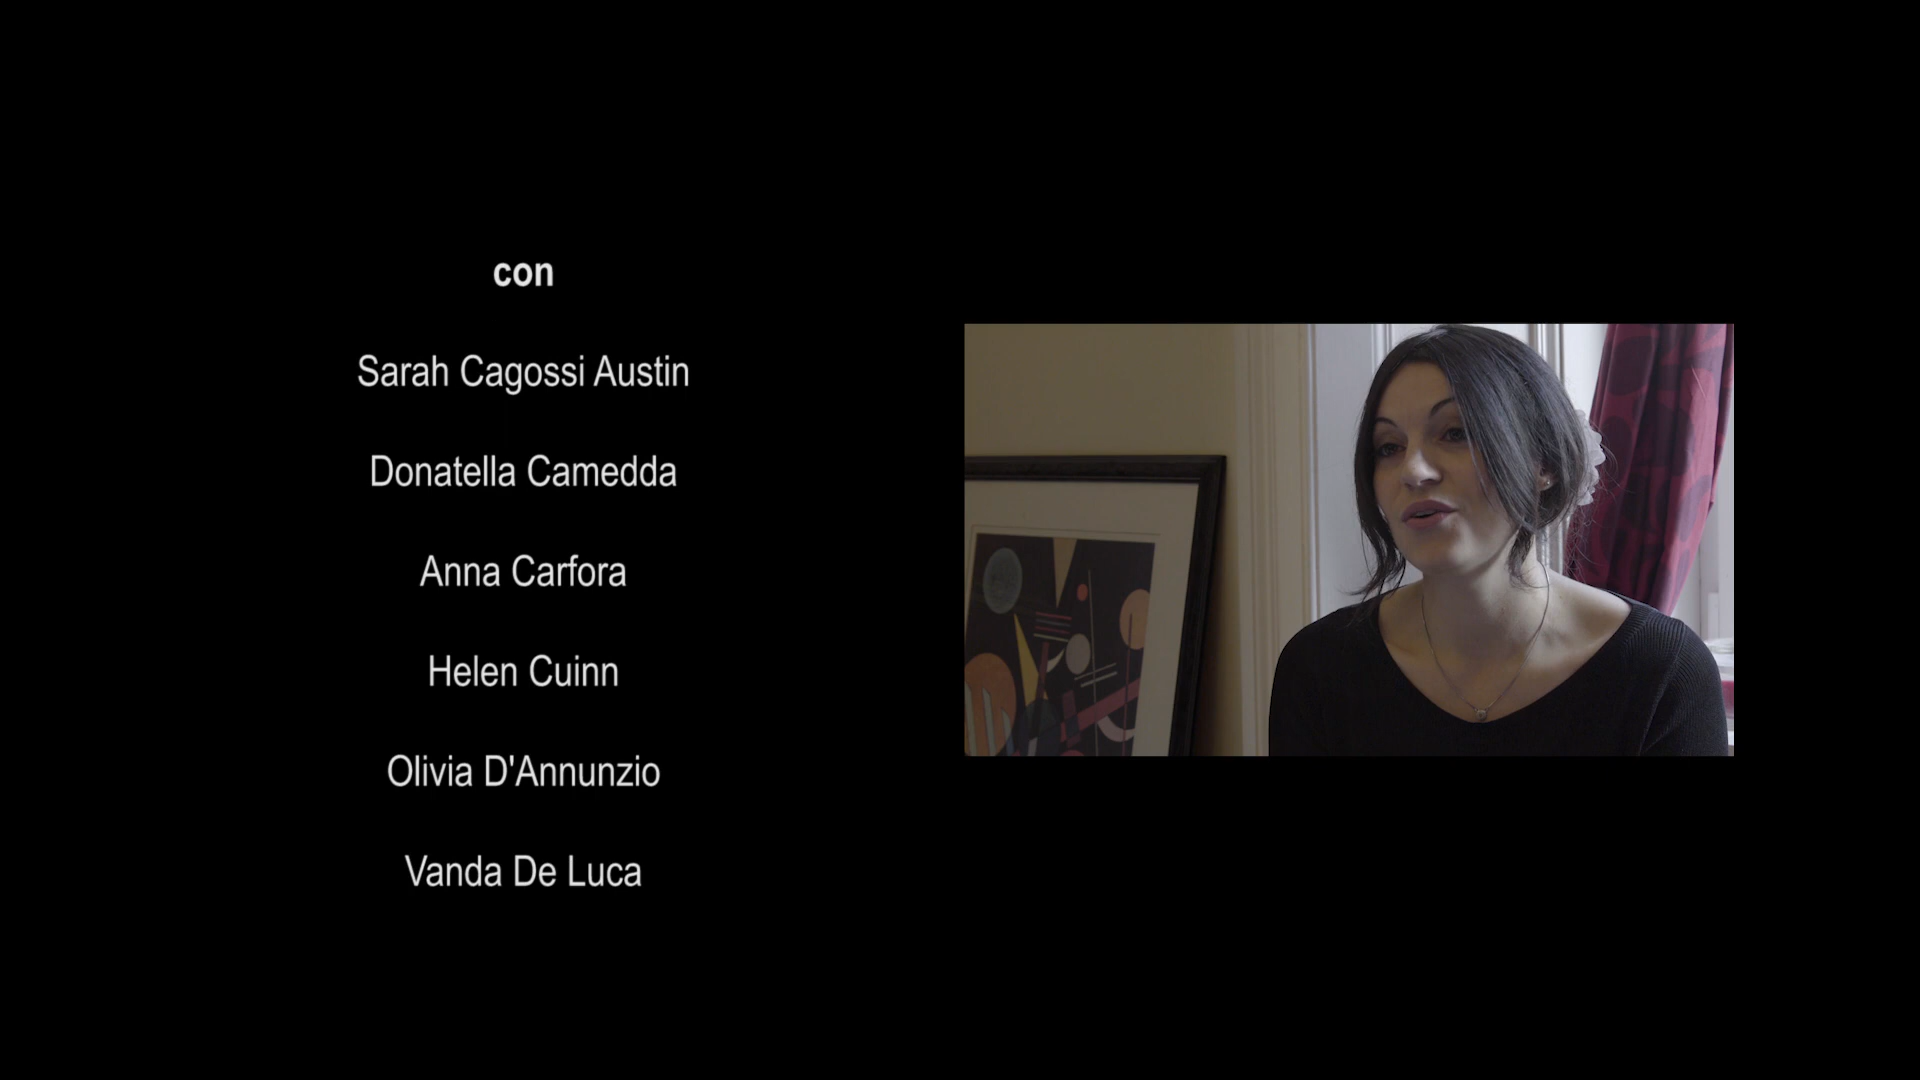 con
Sarah Cagossi Austin
Donatella Camedda
Anna Carfora
Helen Cuinn
Olivia D'Annunzio
Vanda De Luca